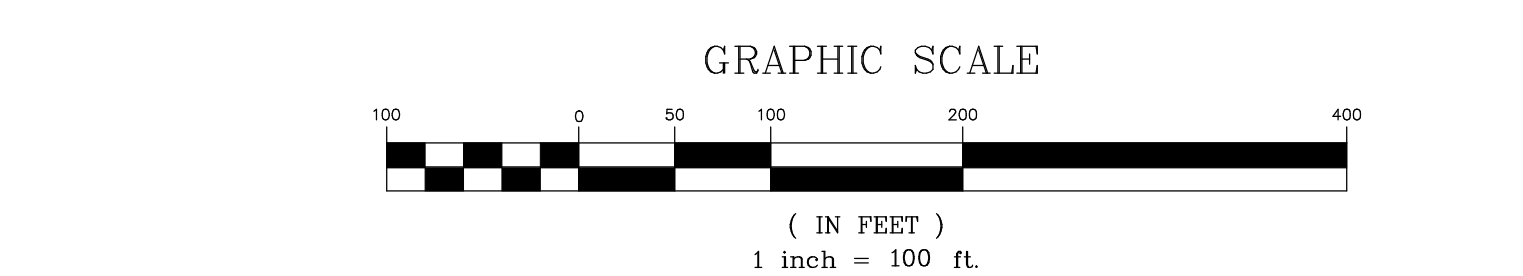 GRAPHIC SCALE
100 0 50 100 200 400
( IN FEET )
1 inch = 100 ft.